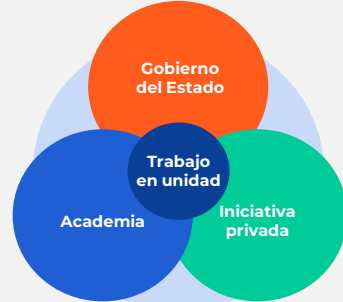 Gobierno
del Estado
Trabajo
en unidad
Academia
Iniciativa
privada